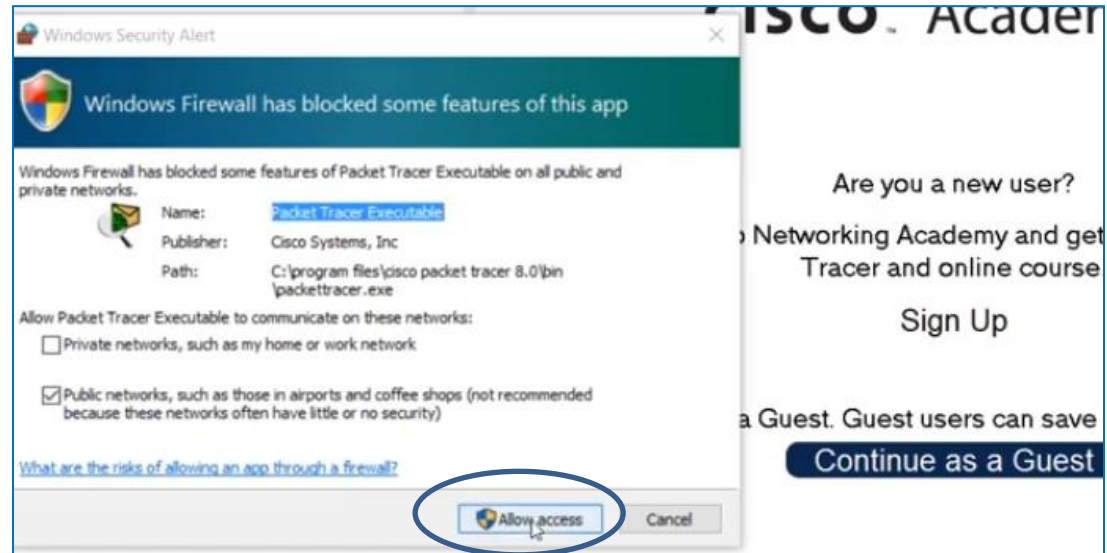 Windows Security Alert
Windows Firewall has blocked some features of this app
Windows Firewall has blocked some features of Packet Tracer Executable on all public and
private networks.
Name: Packet Tracer Executable
Publisher: Cisco Systems, Inc
Path: C:\program files\cisco packet tracer 8.0\bin
\packettracer.exe
Allow Packet Tracer Executable to communicate on these networks:
Private networks, such as my home or work network
Public networks, such as those in airports and coffee shops (not recommended
because these networks often have little or no security)
What are the risks of allowing an app through a firewall?
Allow access Cancel
Are you a new user?
Networking Academy and get
Tracer and online course
Sign Up
a Guest. Guest users can save
Continue as a Guest